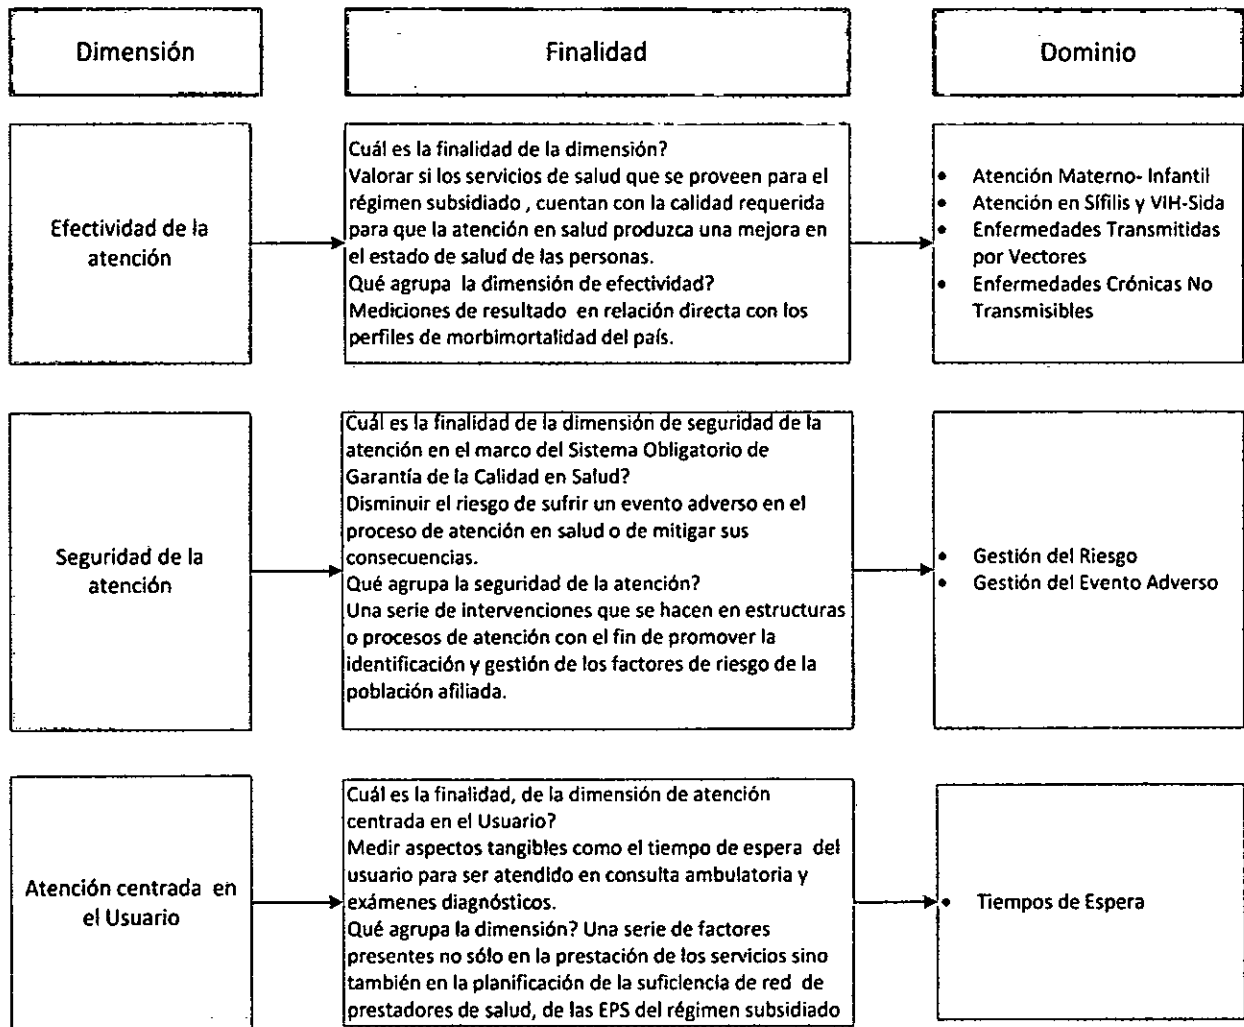 Dimensión
Finalidad
Dominio
Efectividad de la
atención
Cuál es la finalidad de la dimensión?
Valorar si los servicios de salud que se proveen para el
régimen subsidiado , cuentan con la calidad requerida
para que la atención en salud produzca una mejora en
el estado de salud de las personas.
Qué agrupa la dimensión de efectividad?
Mediciones de resultado en relación directa con los
perfiles de morbimortalidad del país.
• Atención Materno- Infantil
• Atención en Sífilis y VIH-Sida
• Enfermedades Transmitidas
por Vectores
• Enfermedades Crónicas No
Transmisibles
Seguridad de la
atención
Cuál es la finalidad de la dimensión de seguridad de la
atención en el marco del Sistema Obligatorio de
Garantía de la Calidad en Salud?
Disminuir el riesgo de sufrir un evento adverso en el
proceso de atención en salud o de mitigar sus
consecuencias.
Qué agrupa la seguridad de la atención?
Una serie de intervenciones que se hacen en estructuras
o procesos de atención con el fin de promover la
identificación y gestión de los factores de riesgo de la
población afiliada.
• Gestión del Riesgo
• Gestión del Evento Adverso
Atención centrada en
el Usuario
Cuál es la finalidad, de la dimensión de atención
centrada en el Usuario?
Medir aspectos tangibles como el tiempo de espera del
usuario para ser atendido en consulta ambulatoria y
exámenes diagnósticos.
Qué agrupa la dimensión? Una serie de factores
presentes no sólo en la prestación de los servicios sino
también en la planificación de la suficiencia de red de
prestadores de salud, de las EPS del régimen subsidiado
• Tiempos de Espera